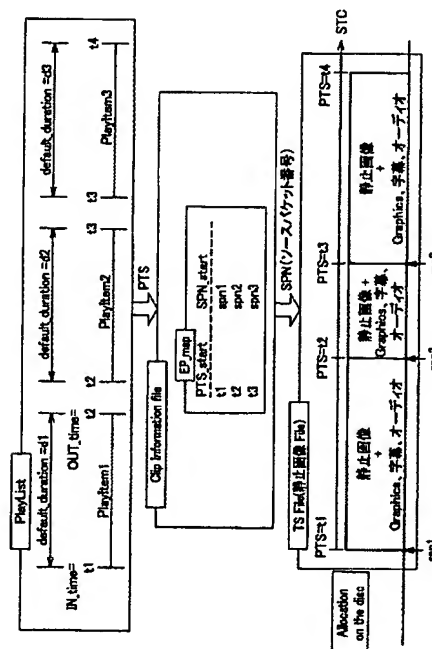 PlayList
default_duration =d1
default_duration =d2
default_duration =d3
IN_time=
OUT_time=
t1
t2
t2
t3
t3
t4
PlayItem1
PlayItem2
PlayItem3
PTS
Clip Information file
EP_map
PTS_start
SPN_start
t1
spn1
t2
spn2
t3
spn3
SPN(ソースパケット番号)
TS File(静止画像 File)
STC
PTS=t1
PTS=t2
PTS=t3
PTS=t4
静止画像
+
Graphics、字幕、オーディオ
静止画像 +
Graphics、字幕、
オーディオ
静止画像
+
Graphics、字幕、オーディオ
Allocation
on the disc
spn1